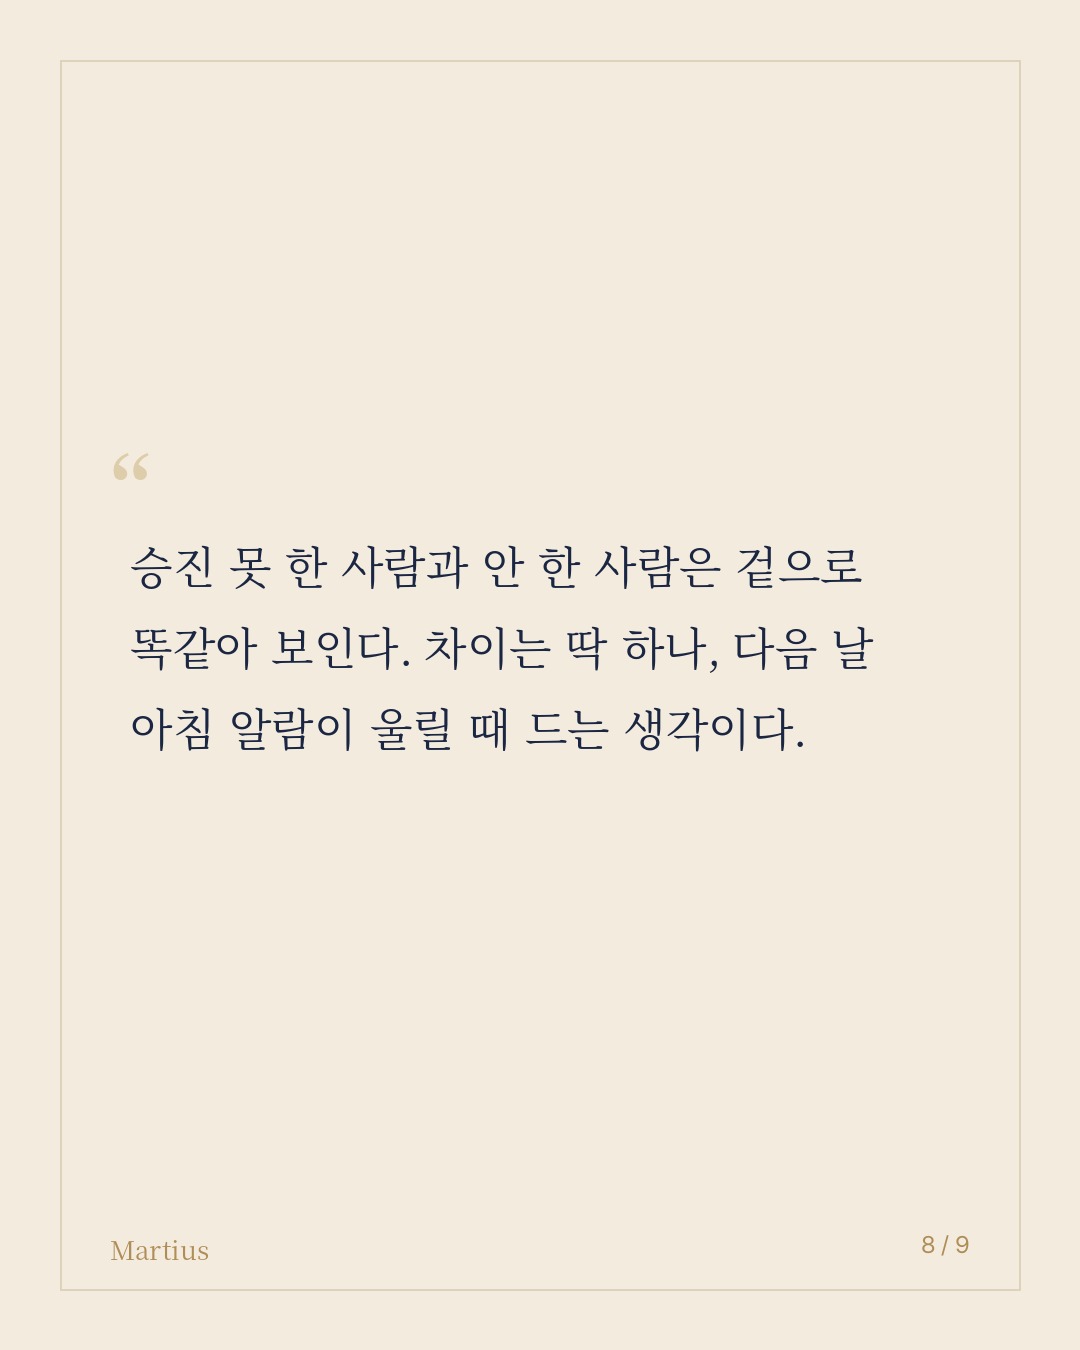 “
승진 못 한 사람과 안 한 사람은 겉으로
똑같아 보인다. 차이는 딱 하나, 다음 날
아침 알람이 울릴 때 드는 생각이다.
Martius
8 / 9